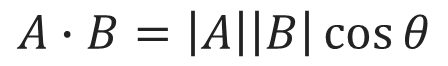 A · B = |A||B| cos θ